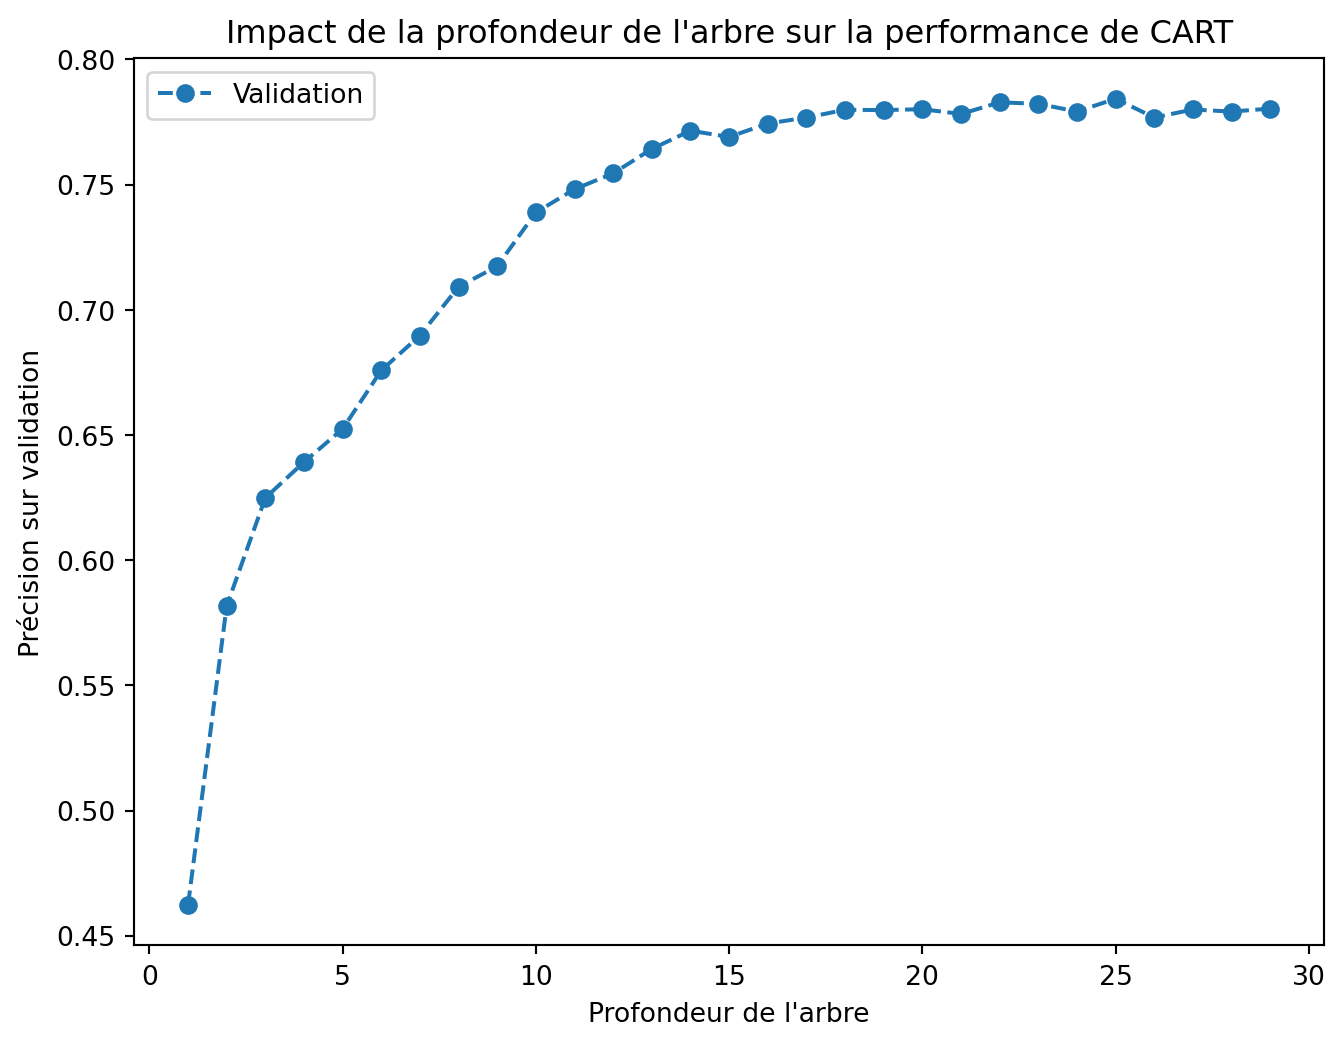 Impact de la profondeur de l'arbre sur la performance de CART
Validation
Précision sur validation
0.80
0.75
0.70
0.65
0.60
0.55
0.50
0.45
0 5 10 15 20 25 30
Profondeur de l'arbre